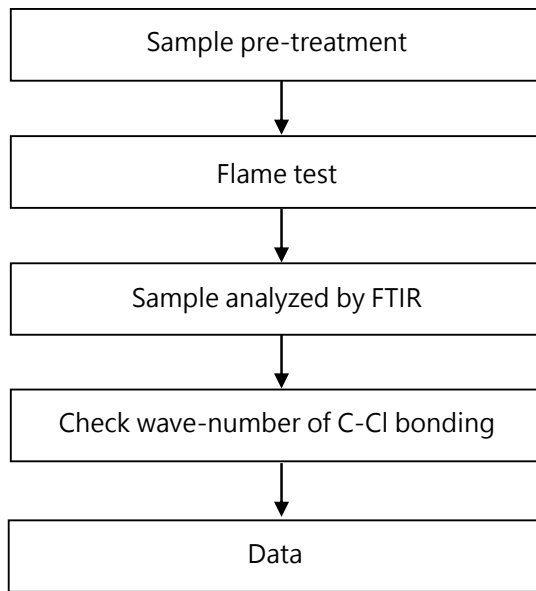 Sample pre-treatment
Flame test
Sample analyzed by FTIR
Check wave-number of C-Cl bonding
Data